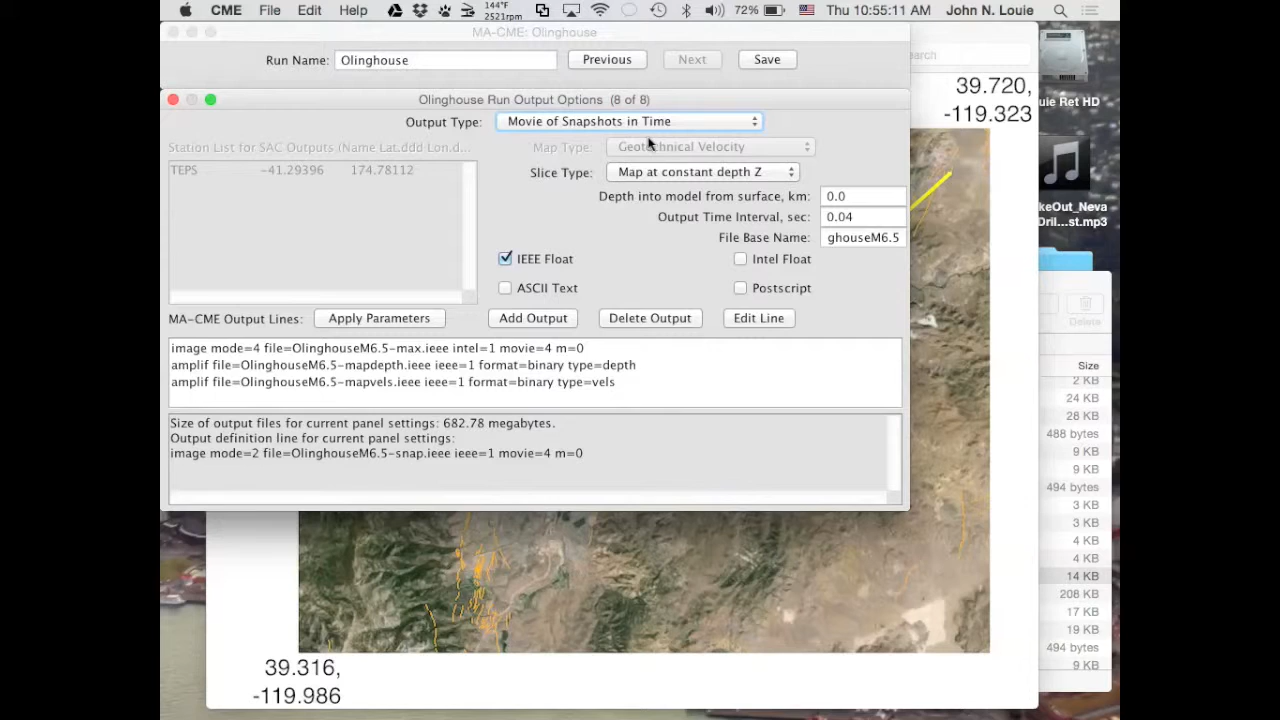 CME File Edit Help 144°F 2521rpm 72% Thu 10:55:11 AM John N. Louie
MA-CME: Olinghouse
Run Name: Olinghouse Previous Next Save
earch
39.720,
-119.323
Olinghouse Run Output Options (8 of 8)
Output Type: Movie of Snapshots in Time
Station List for SAC Outputs (Name Lat.ddd Lon.d...
Map Type: Geotechnical Velocity
TEPS -41.29396 174.78112
Slice Type: Map at constant depth Z
Depth into model from surface, km: 0.0
Output Time Interval, sec: 0.04
File Base Name: ghouseM6.5
IEEE Float Intel Float
ASCII Text Postscript
MA-CME Output Lines: Apply Parameters Add Output Delete Output Edit Line
image mode=4 file=OlinghouseM6.5-max.ieee intel=1 movie=4 m=0
amplif file=OlinghouseM6.5-mapdepth.ieee ieee=1 format=binary type=depth
amplif file=OlinghouseM6.5-mapvels.ieee ieee=1 format=binary type=vels
Size of output files for current panel settings: 682.78 megabytes.
Output definition line for current panel settings:
image mode=2 file=OlinghouseM6.5-snap.ieee ieee=1 movie=4 m=0
39.316,
-119.986
uie Ret HD
keOut_Neva
Dril...st.mp3
Delete
Size
2 KB
24 KB
28 KB
488 bytes
9 KB
9 KB
494 bytes
3 KB
3 KB
4 KB
4 KB
14 KB
208 KB
17 KB
19 KB
494 bytes
9 KB